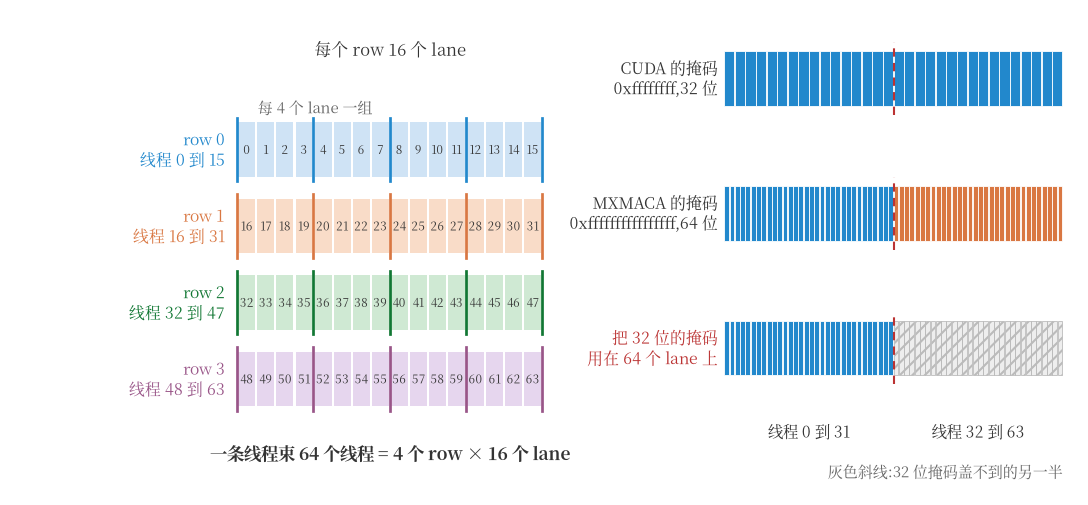 每个 row 16 个 lane
每 4 个 lane 一组
row 0
线程 0 到 15
0 1 2 3 4 5 6 7 8 9 10 11 12 13 14 15
row 1
线程 16 到 31
16 17 18 19 20 21 22 23 24 25 26 27 28 29 30 31
row 2
线程 32 到 47
32 33 34 35 36 37 38 39 40 41 42 43 44 45 46 47
row 3
线程 48 到 63
48 49 50 51 52 53 54 55 56 57 58 59 60 61 62 63
一条线程束 64 个线程 = 4 个 row × 16 个 lane
CUDA 的掩码
0xffffffff,32 位
MXMACA 的掩码
0xffffffffffffffff,64 位
把 32 位的掩码
用在 64 个 lane 上
线程 0 到 31
线程 32 到 63
灰色斜线:32 位掩码盖不到的另一半